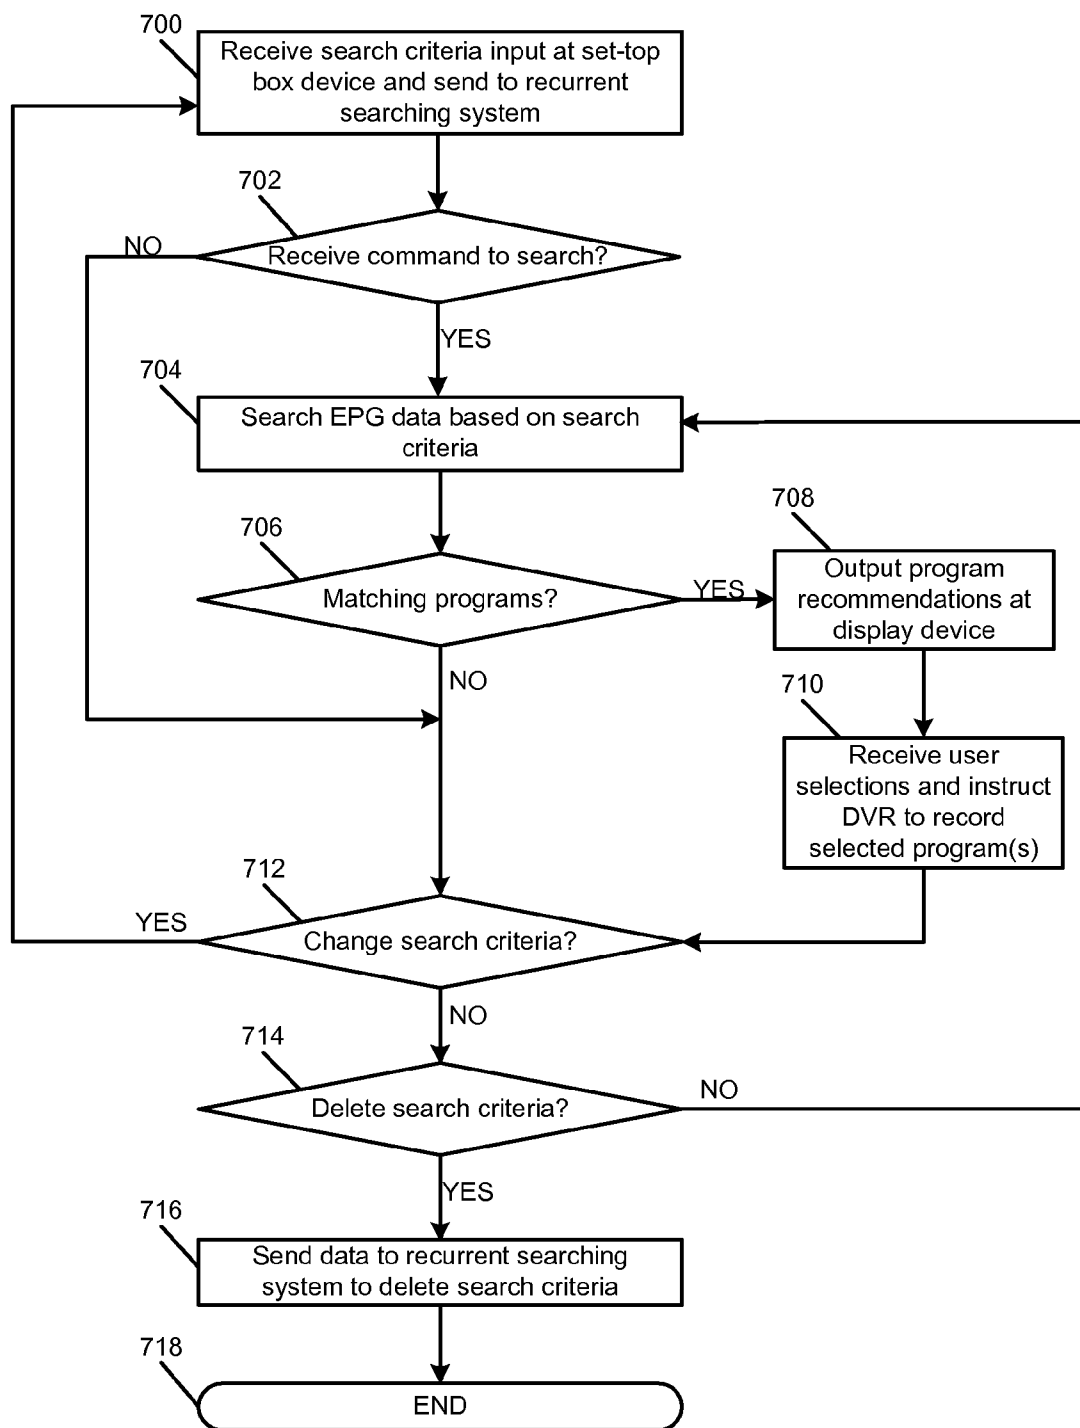 700
Receive search criteria input at set-top
box device and send to recurrent
searching system
702
NO
Receive command to search?
YES
704
Search EPG data based on search
criteria
706
Matching programs?
YES
708
Output program
recommendations at
display device
NO
710
Receive user
selections and instruct
DVR to record
selected program(s)
712
YES
Change search criteria?
NO
714
Delete search criteria?
NO
YES
716
Send data to recurrent searching
system to delete search criteria
718
END